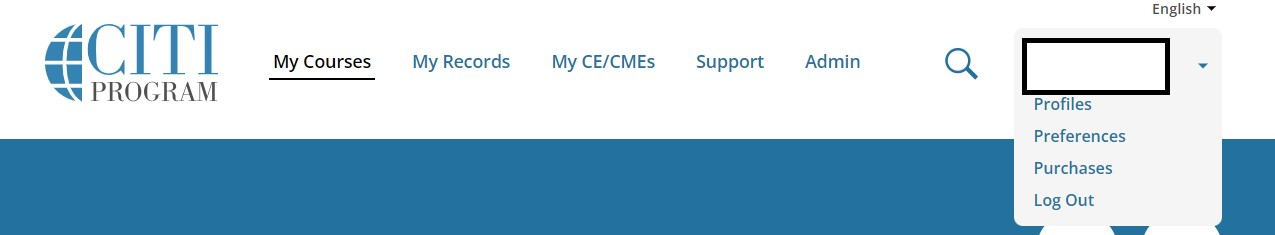 English
CITI
PROGRAM
My Courses My Records My CE/CMEs Support Admin
Profiles
Preferences
Purchases
Log Out